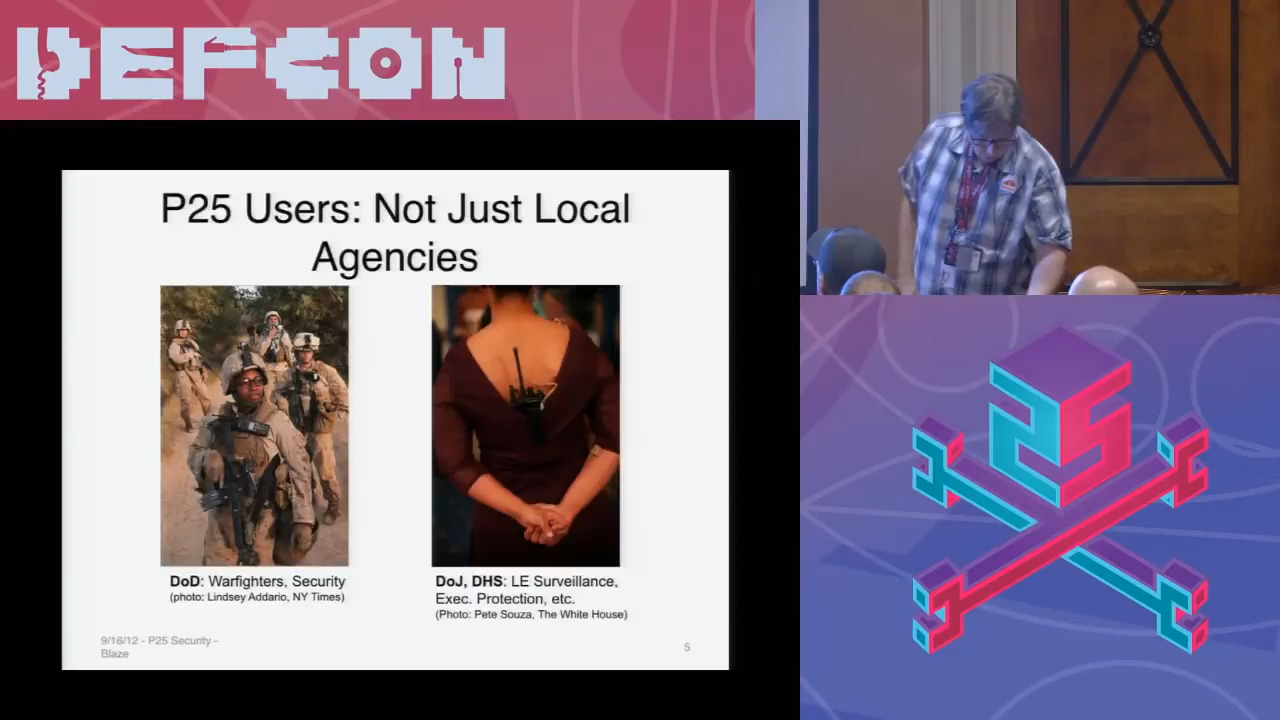 DEFCON
P25 Users: Not Just Local
Agencies
DoD: Warfighters, Security
(photo: Lindsey Addario, NY Times)
DoJ, DHS: LE Surveillance,
Exec. Protection, etc.
(Photo: Pete Souza, The White House)
9/16/12 - P25 Security -
Blaze
5
25